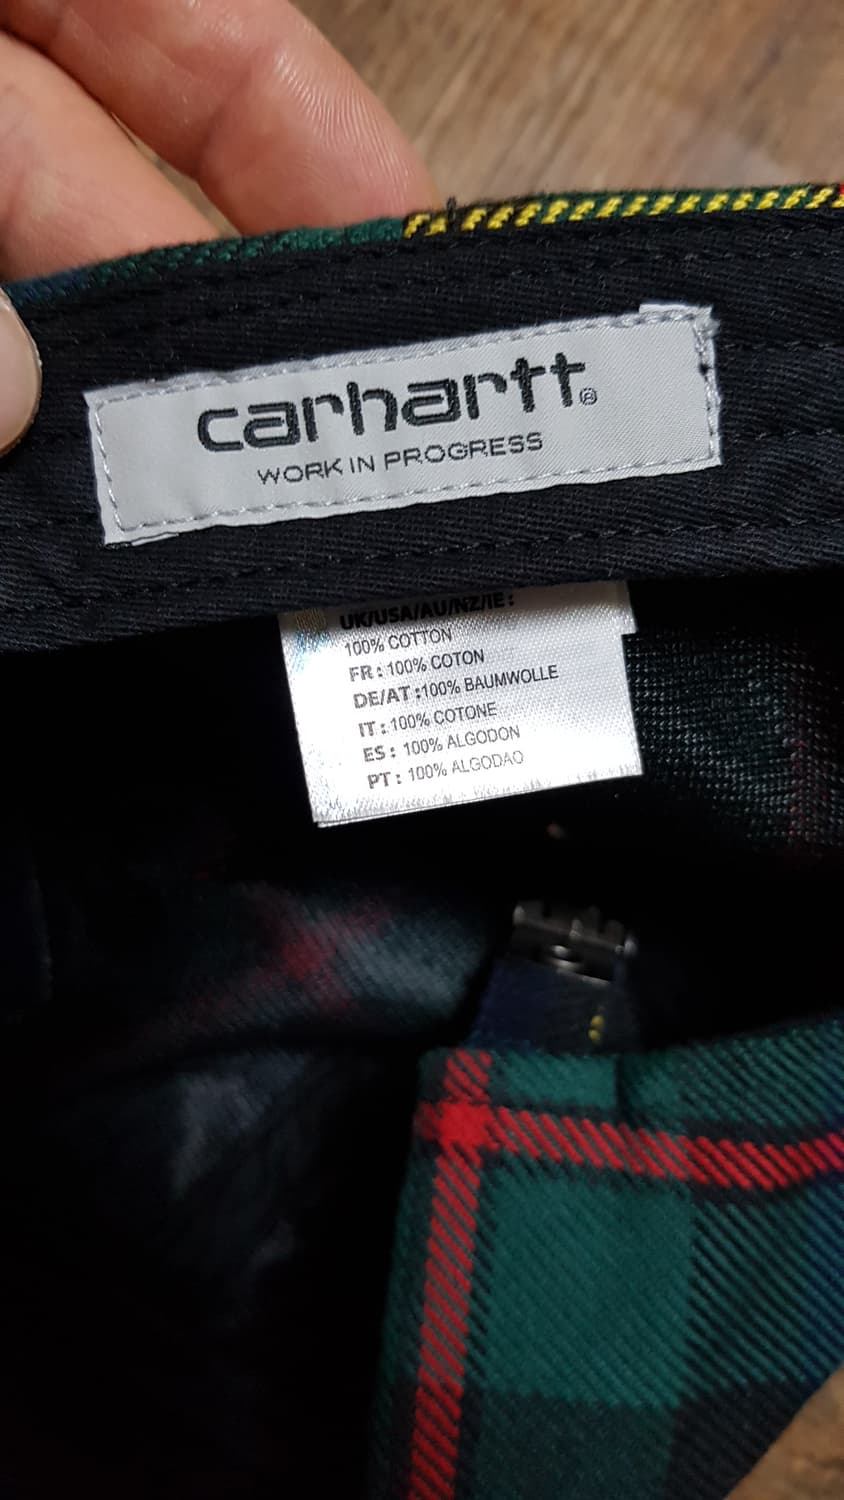 carhartt®
WORK IN PROGRESS
UK/USA/AU/NZ/IE:
100% COTTON
FR: 100% COTON
DE/AT:100% BAUMWOLLE
IT: 100% COTONE
ES: 100% ALGODON
PT: 100% ALGODAO